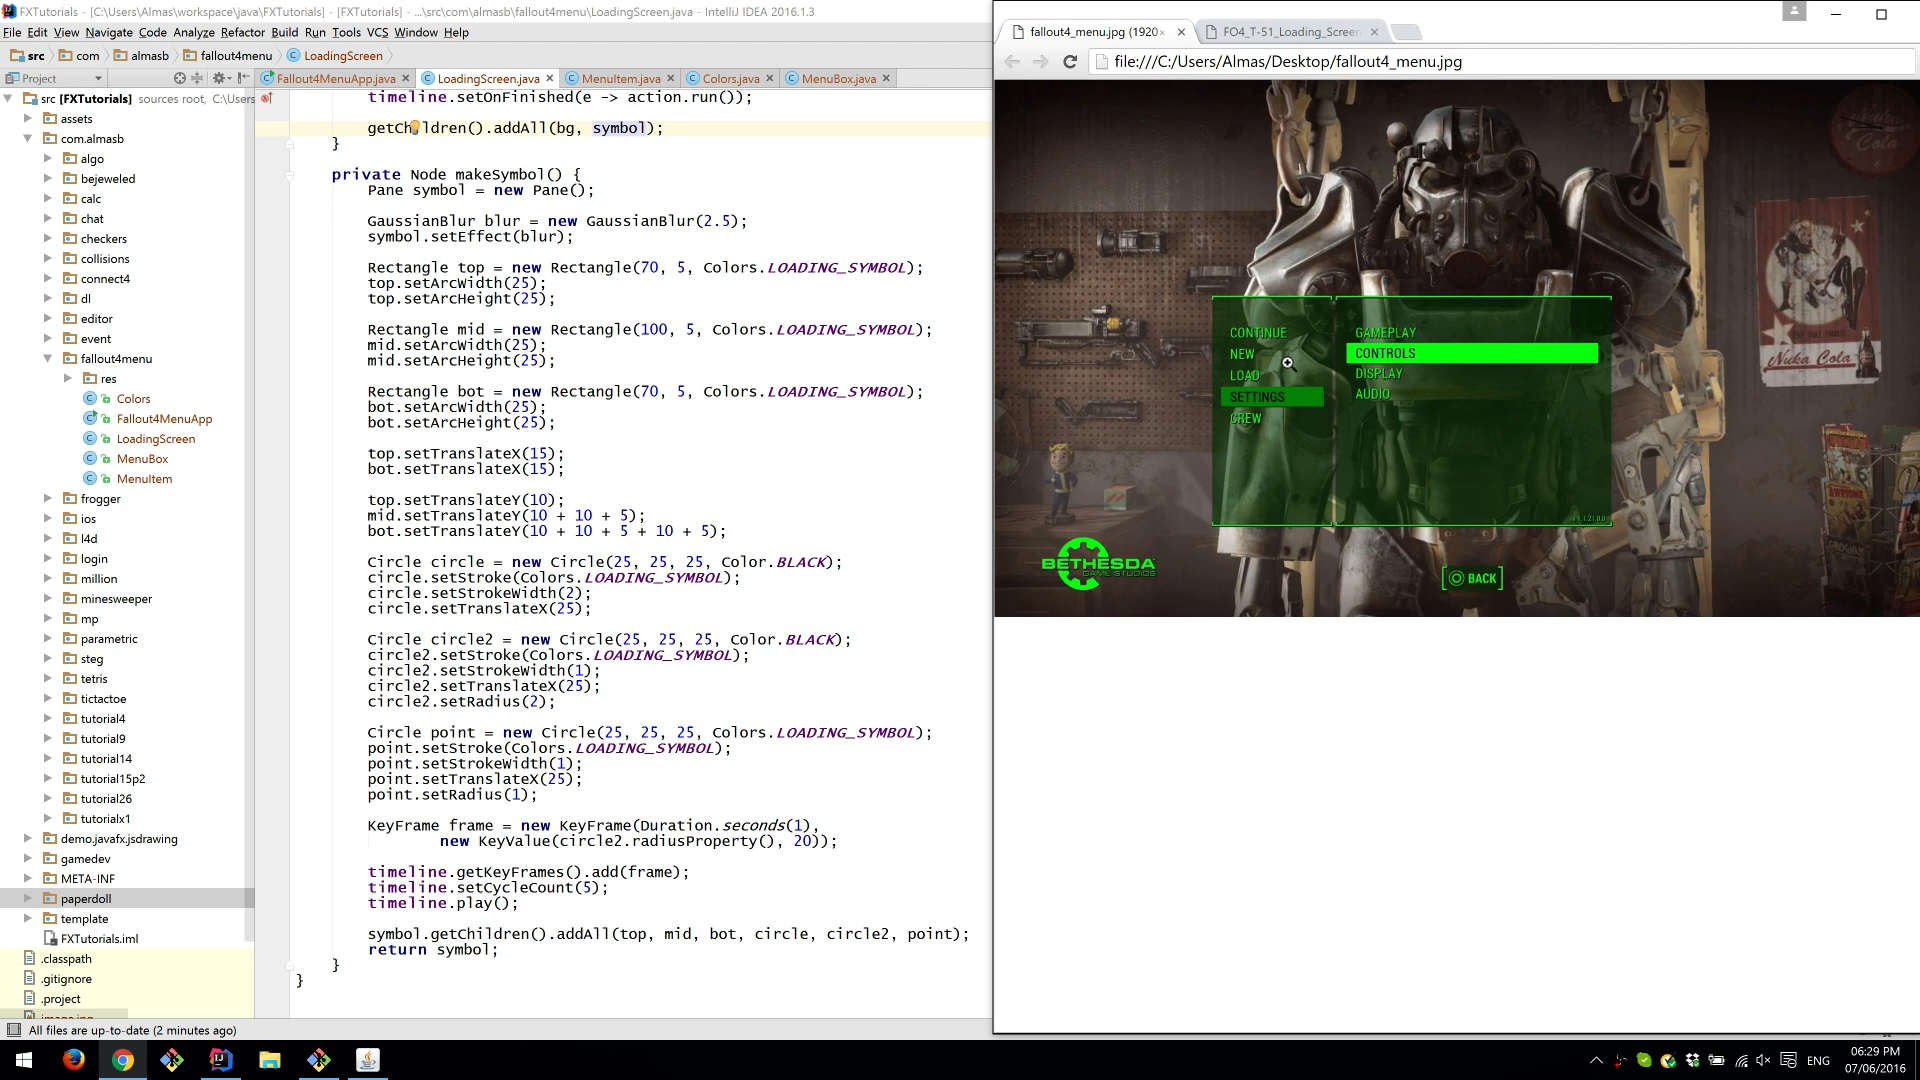 FXTutorials - [C:\Users\Almas\workspace\java\FXTutorials] - [FXTutorials] - ...\src\com\almasb\fallout4menu\LoadingScreen.java - IntelliJ IDEA 2016.1.3
File Edit View Navigate Code Analyze Refactor Build Run Tools VCS Window Help
src com almasb fallout4menu LoadingScreen
Project
Fallout4MenuApp.java LoadingScreen.java MenuItem.java Colors.java MenuBox.java
src [FXTutorials] sources root, C:\Users
assets
com.almasb
algo
bejeweled
calc
chat
checkers
collisions
connect4
dl
editor
event
fallout4menu
res
Colors
Fallout4MenuApp
LoadingScreen
MenuBox
MenuItem
frogger
ios
l4d
login
million
minesweeper
mp
parametric
steg
tetris
tictactoe
tutorial4
tutorial9
tutorial14
tutorial15p2
tutorial26
tutorialx1
demo.javafx.jsdrawing
gamedev
META-INF
paperdoll
template
FXTutorials.iml
.classpath
.gitignore
.project
image.jpg
timeline.setOnFinished(e -> action.run());
getChildren().addAll(bg, symbol);
}
private Node makeSymbol() {
Pane symbol = new Pane();
GaussianBlur blur = new GaussianBlur(2.5);
symbol.setEffect(blur);
Rectangle top = new Rectangle(70, 5, Colors.LOADING_SYMBOL);
top.setArcWidth(25);
top.setArcHeight(25);
Rectangle mid = new Rectangle(100, 5, Colors.LOADING_SYMBOL);
mid.setArcWidth(25);
mid.setArcHeight(25);
Rectangle bot = new Rectangle(70, 5, Colors.LOADING_SYMBOL);
bot.setArcWidth(25);
bot.setArcHeight(25);
top.setTranslateX(15);
bot.setTranslateX(15);
top.setTranslateY(10);
mid.setTranslateY(10 + 10 + 5);
bot.setTranslateY(10 + 10 + 5 + 10 + 5);
Circle circle = new Circle(25, 25, 25, Color.BLACK);
circle.setStroke(Colors.LOADING_SYMBOL);
circle.setStrokeWidth(2);
circle.setTranslateX(25);
Circle circle2 = new Circle(25, 25, 25, Color.BLACK);
circle2.setStroke(Colors.LOADING_SYMBOL);
circle2.setStrokeWidth(1);
circle2.setTranslateX(25);
circle2.setRadius(2);
Circle point = new Circle(25, 25, 25, Colors.LOADING_SYMBOL);
point.setStroke(Colors.LOADING_SYMBOL);
point.setStrokeWidth(1);
point.setTranslateX(25);
point.setRadius(1);
KeyFrame frame = new KeyFrame(Duration.seconds(1),
new KeyValue(circle2.radiusProperty(), 20));
timeline.getKeyFrames().add(frame);
timeline.setCycleCount(5);
timeline.play();
symbol.getChildren().addAll(top, mid, bot, circle, circle2, point);
return symbol;
}
}
All files are up-to-date (2 minutes ago)
fallout4_menu.jpg (1920× FO4_T-51_Loading_Screen
file:///C:/Users/Almas/Desktop/fallout4_menu.jpg
CONTINUE
NEW
LOAD
SETTINGS
CREW
GAMEPLAY
CONTROLS
DISPLAY
AUDIO
v 1.1.21.0.0
BETHESDA
GAME STUDIOS
BACK
Nuka Cola
ENG
06:29 PM
07/06/2016